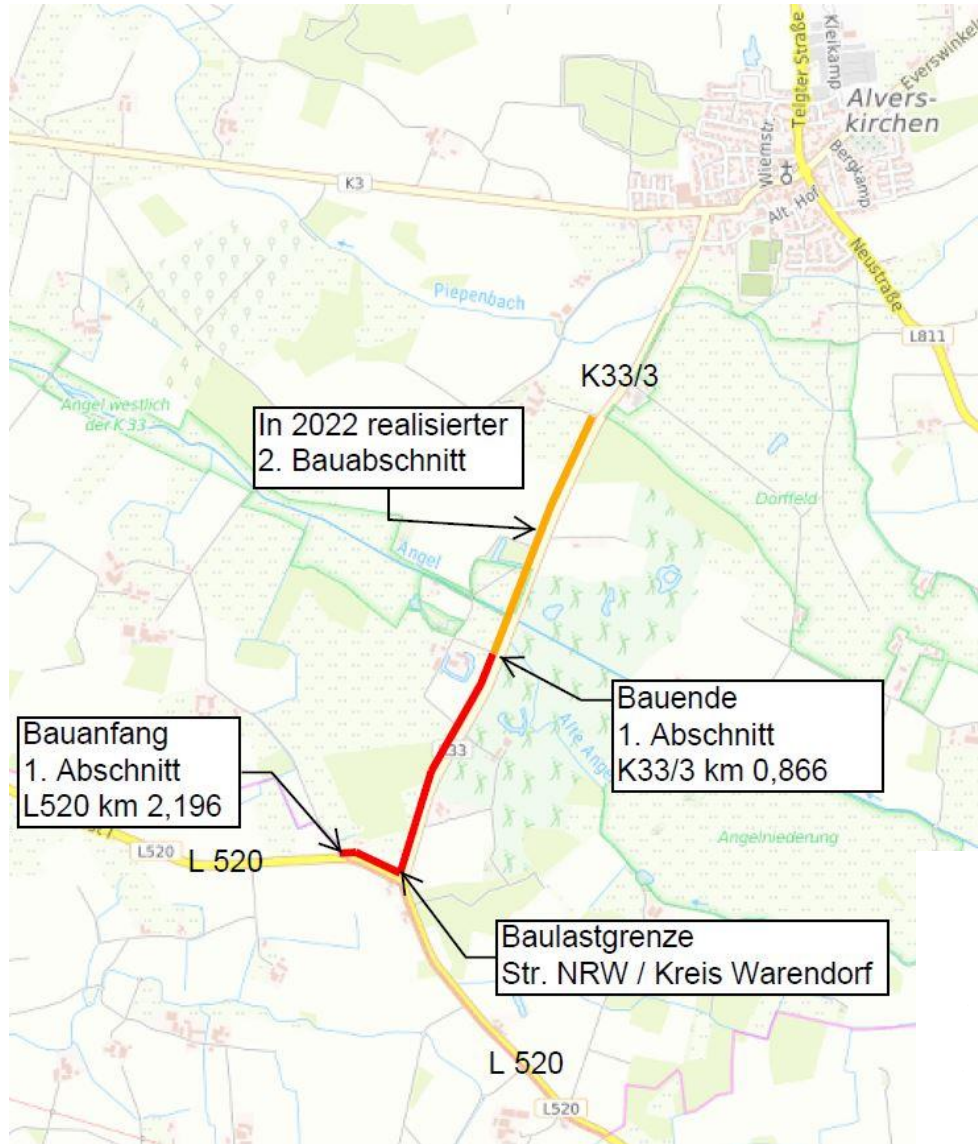 Kleikamp
Telgter Straße
Everswinkele
Alvers-
kirchen
Wiemstr.
Bergkamp
K3
Alt. Hof
Neustraße
Piepenbach
L811
K33/3
Angel westlich
der K 33
In 2022 realisierter
2. Bauabschnitt
Dorffeld
Angel
Bauende
1. Abschnitt
K33/3 km 0,866
Bauanfang
1. Abschnitt
L520 km 2,196
K33
Alte Angel
Angelniederung
L520
L 520
Baulastgrenze
Str. NRW / Kreis Warendorf
L 520
L520